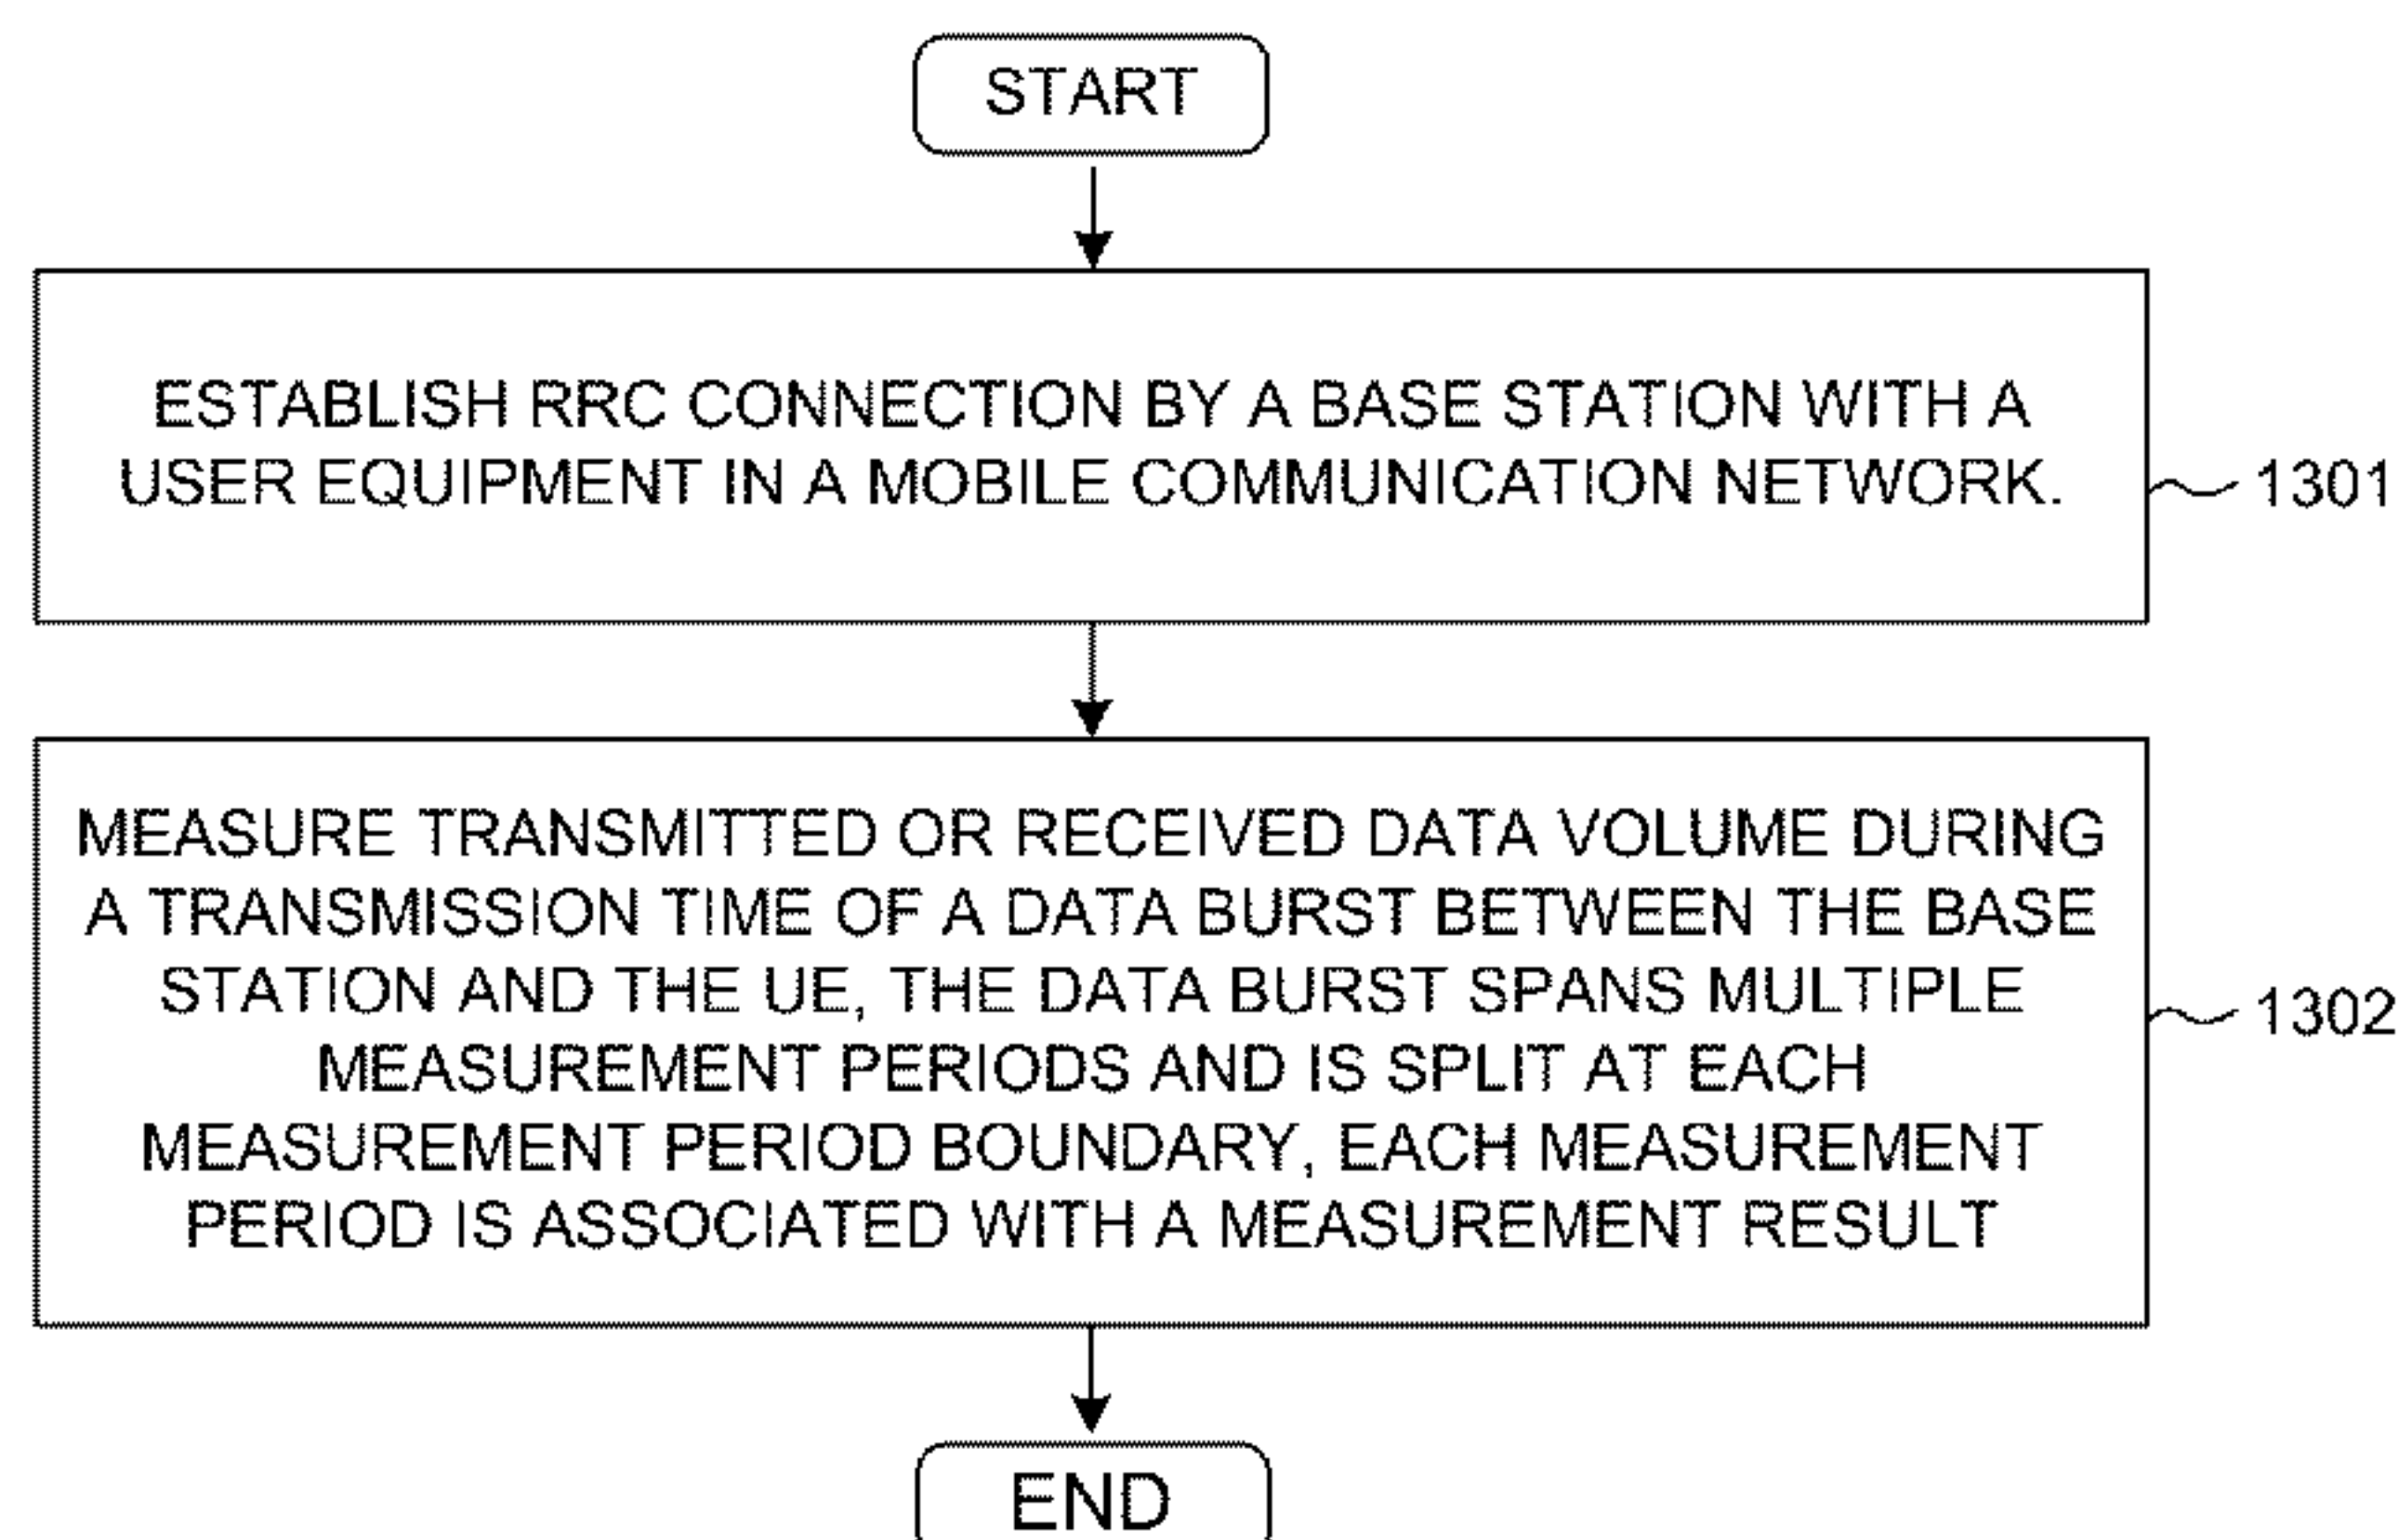 START
ESTABLISH RRC CONNECTION BY A BASE STATION WITH A
USER EQUIPMENT IN A MOBILE COMMUNICATION NETWORK.
1301
MEASURE TRANSMITTED OR RECEIVED DATA VOLUME DURING
A TRANSMISSION TIME OF A DATA BURST BETWEEN THE BASE
STATION AND THE UE, THE DATA BURST SPANS MULTIPLE
MEASUREMENT PERIODS AND IS SPLIT AT EACH
MEASUREMENT PERIOD BOUNDARY, EACH MEASUREMENT
PERIOD IS ASSOCIATED WITH A MEASUREMENT RESULT
1302
END